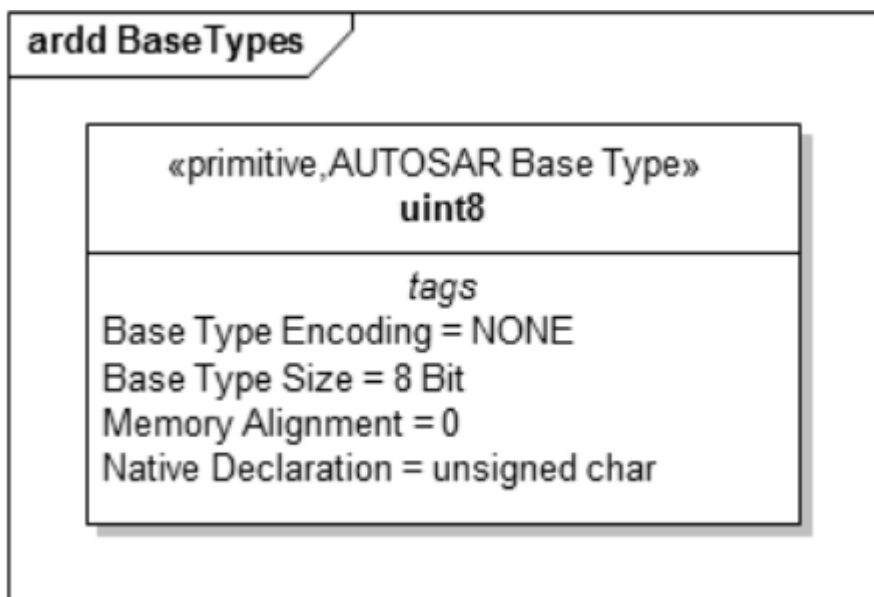 ardd BaseTypes
«primitive,AUTOSAR Base Type»
uint8
tags
Base Type Encoding = NONE
Base Type Size = 8 Bit
Memory Alignment = 0
Native Declaration = unsigned char